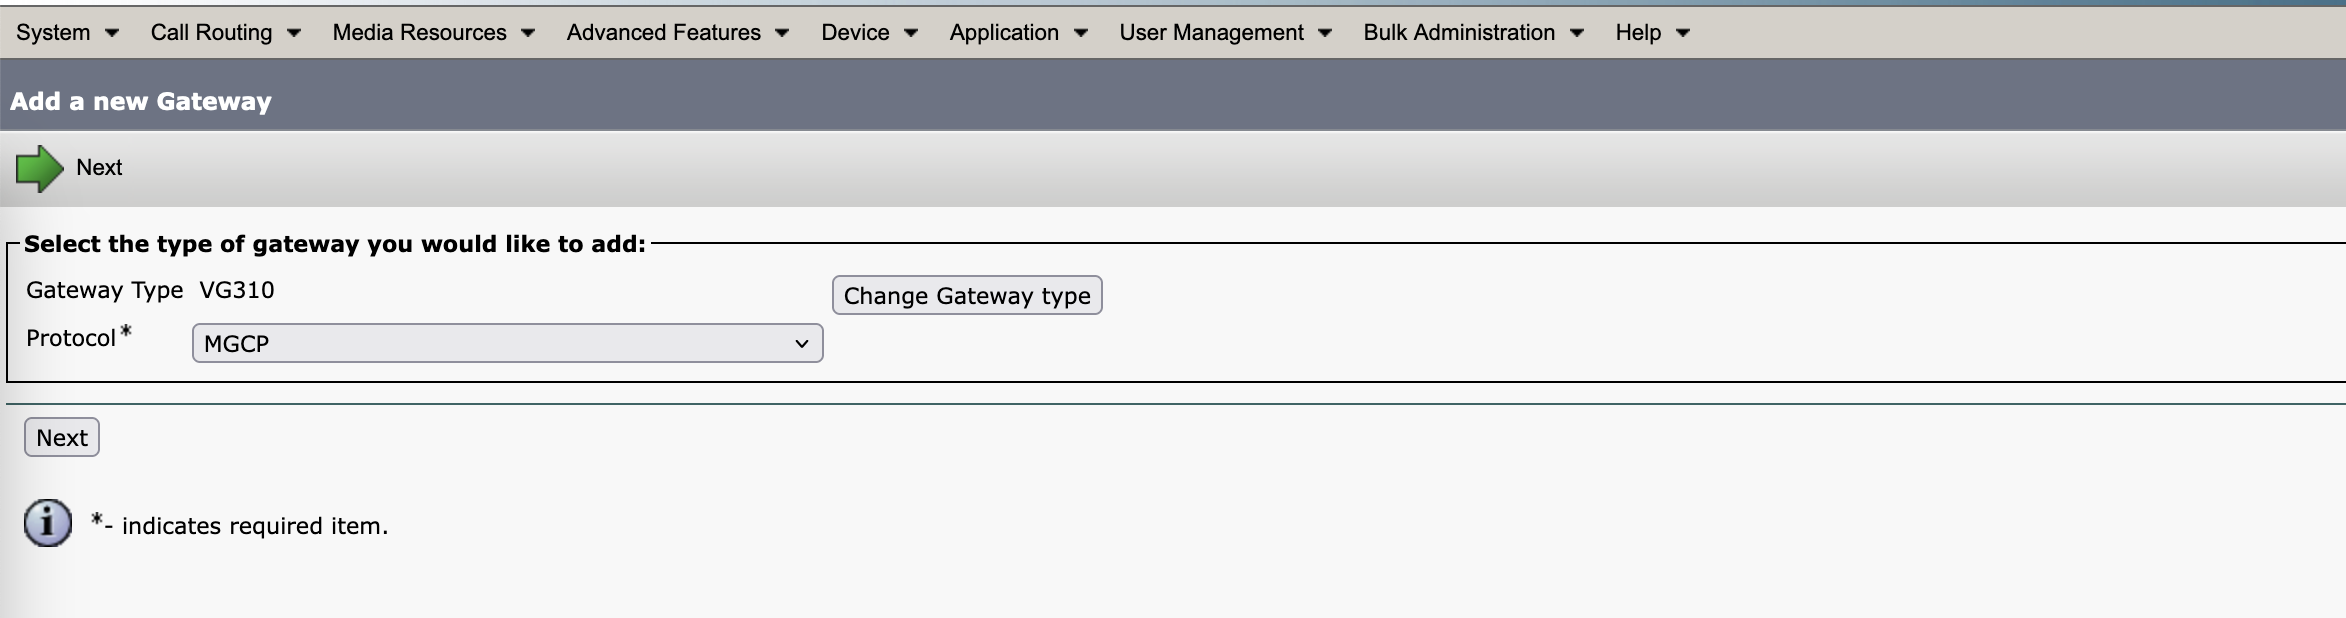 System Call Routing Media Resources Advanced Features Device Application User Management Bulk Administration Help
Add a new Gateway
Next
Select the type of gateway you would like to add:
Gateway Type VG310 Change Gateway type
Protocol* MGCP
Next
*- indicates required item.